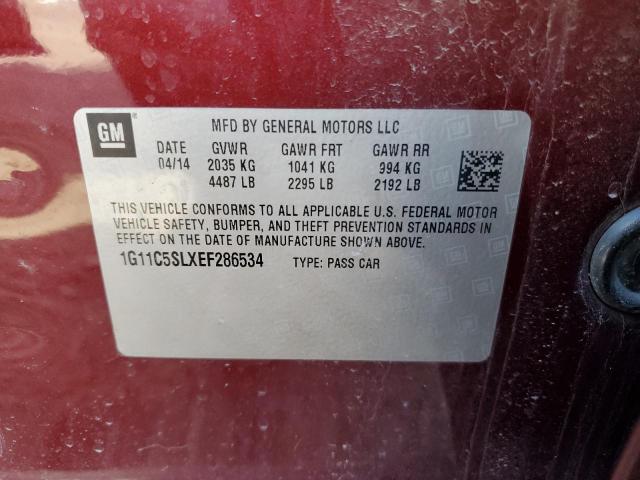 GM
MFD BY GENERAL MOTORS LLC
DATE GVWR GAWR FRT GAWR RR
04/14 2035 KG 1041 KG 994 KG
4487 LB 2295 LB 2192 LB
THIS VEHICLE CONFORMS TO ALL APPLICABLE U.S. FEDERAL MOTOR
VEHICLE SAFETY, BUMPER, AND THEFT PREVENTION STANDARDS IN
EFFECT ON THE DATE OF MANUFACTURE SHOWN ABOVE.
1G11C5SLXEF286534 TYPE: PASS CAR